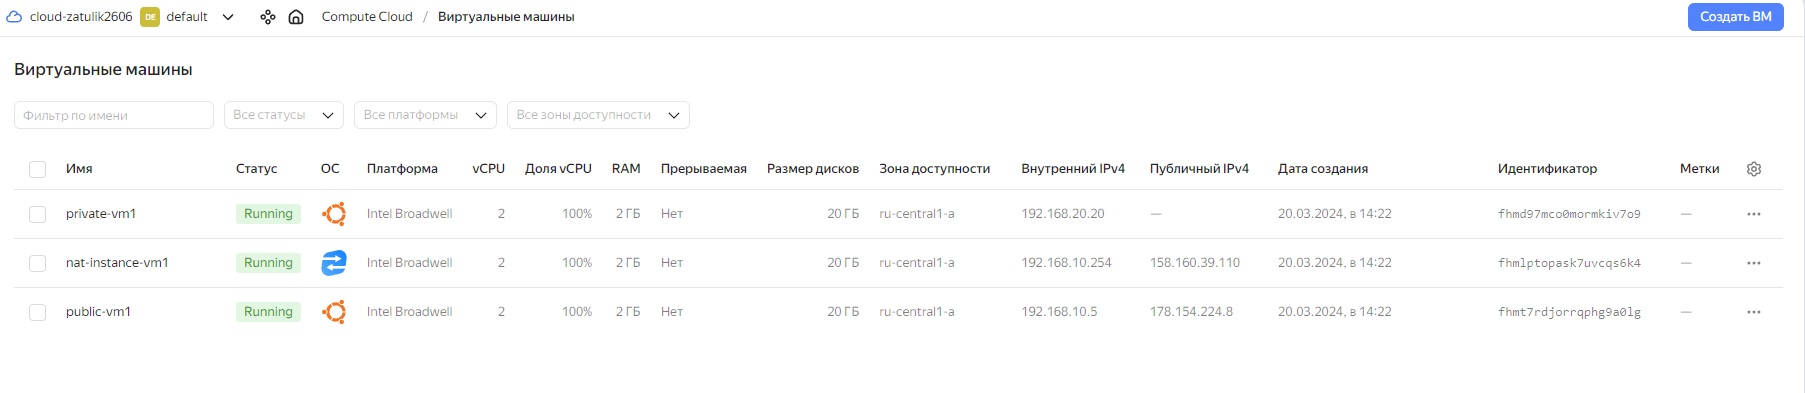 cloud-zatulik2606 DE default Compute Cloud / Виртуальные машины Создать ВМ
Виртуальные машины
Фильтр по имени Все статусы Все платформы Все зоны доступности
Имя Статус ОС Платформа vCPU Доля vCPU RAM Прерываемая Размер дисков Зона доступности Внутренний IPv4 Публичный IPv4 Дата создания Идентификатор Метки
private-vm1 Running Intel Broadwell 2 100% 2 ГБ Нет 20 ГБ ru-central1-a 192.168.20.20 — 20.03.2024, в 14:22 fhmd97mco0mormkiv7o9 —
nat-instance-vm1 Running Intel Broadwell 2 100% 2 ГБ Нет 20 ГБ ru-central1-a 192.168.10.254 158.160.39.110 20.03.2024, в 14:22 fhmlptopask7uvcqs6k4 —
public-vm1 Running Intel Broadwell 2 100% 2 ГБ Нет 20 ГБ ru-central1-a 192.168.10.5 178.154.224.8 20.03.2024, в 14:22 fhmt7rdjorrqphg9a0lg —